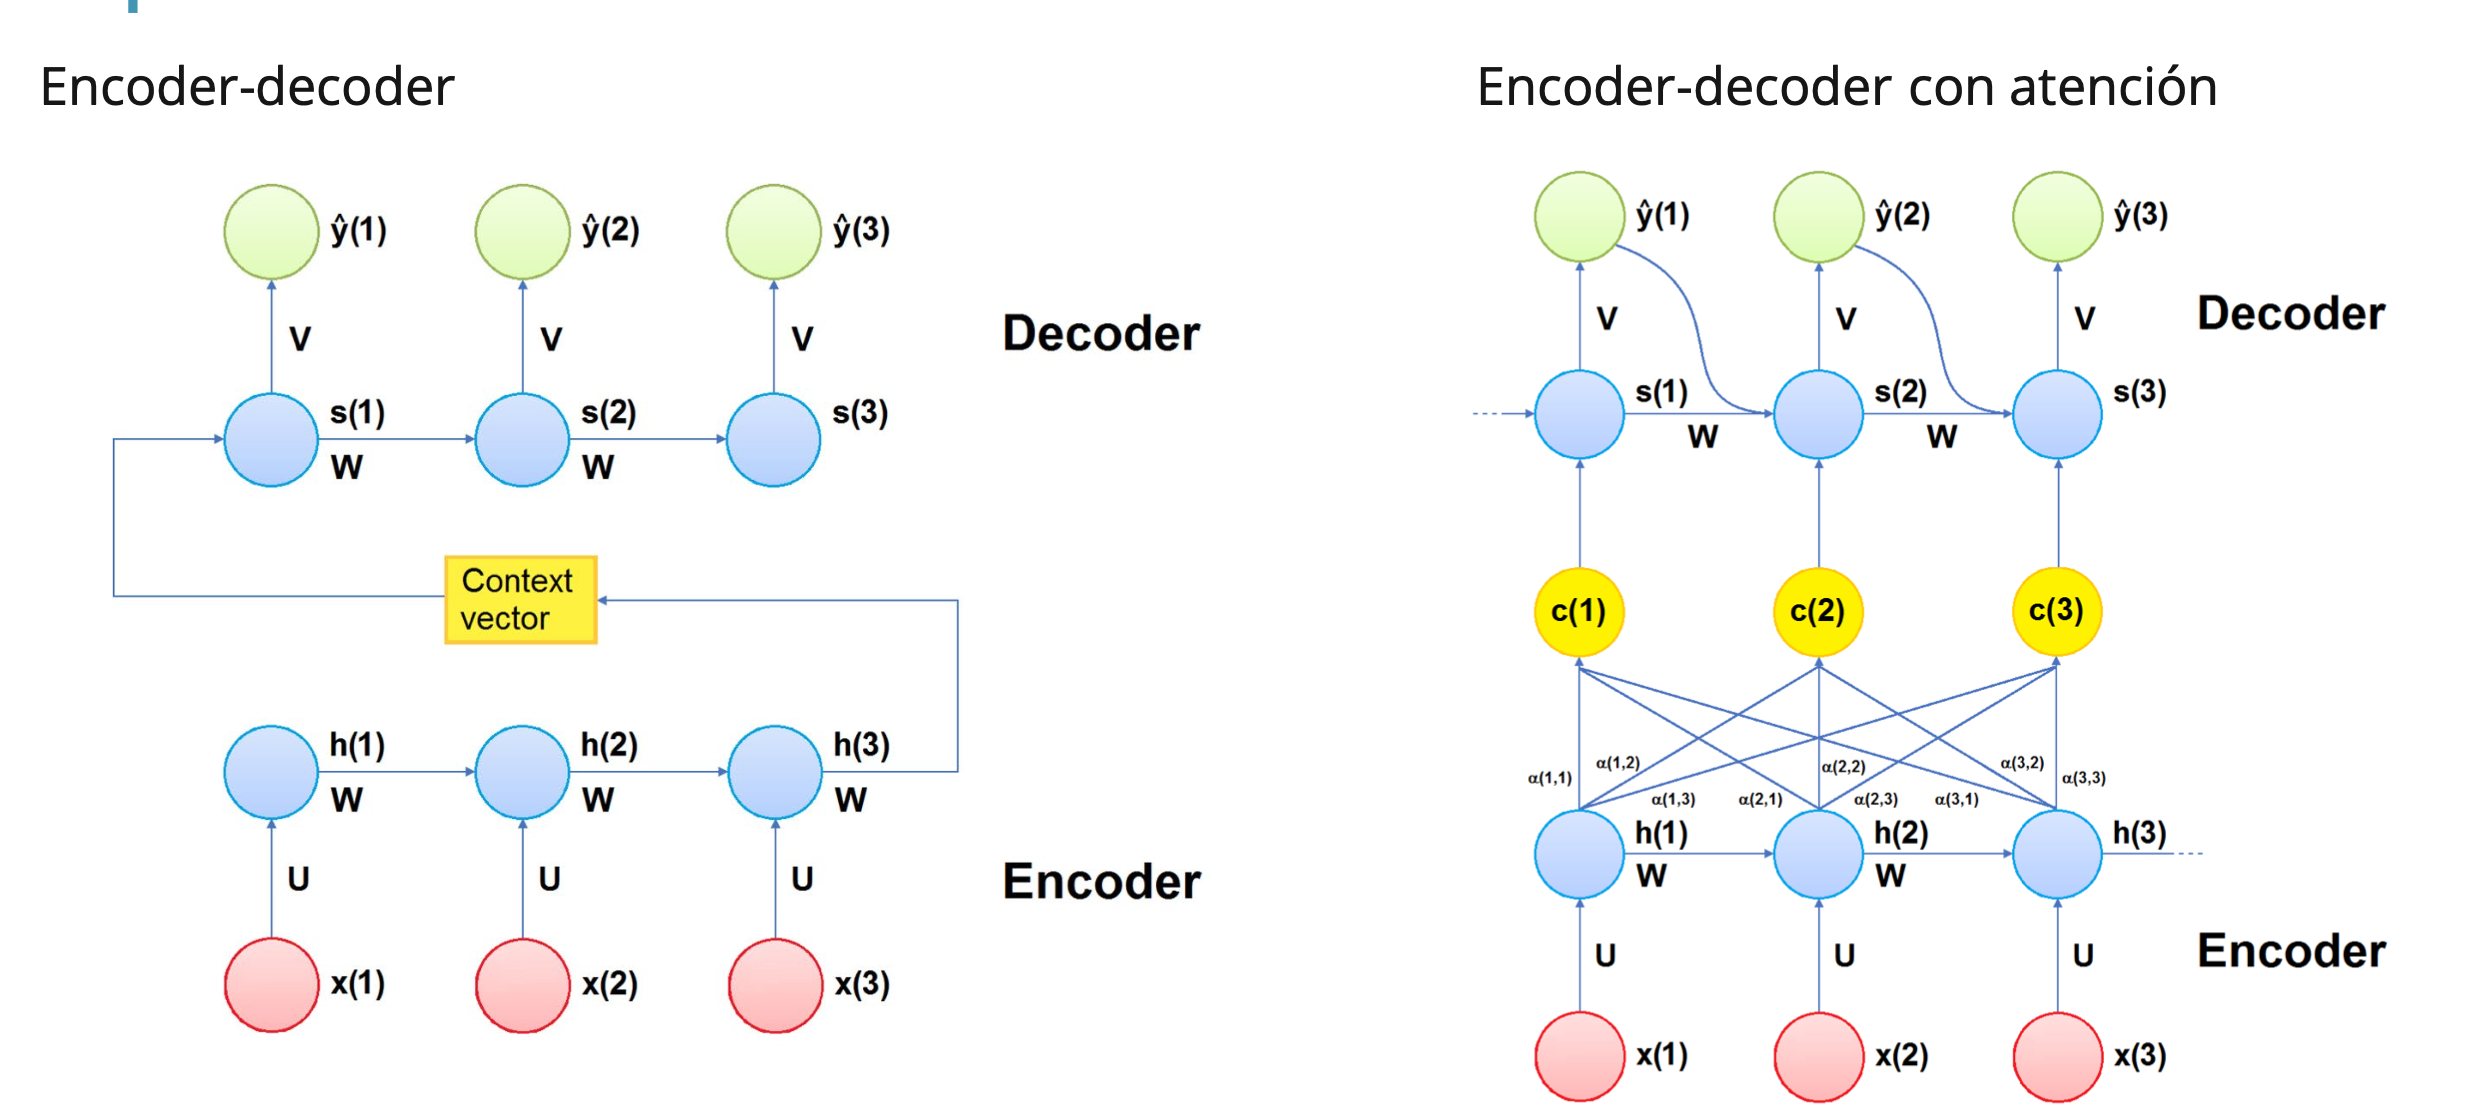 Encoder-decoder
ŷ(1) ŷ(2) ŷ(3)
V V V
Decoder
s(1) s(2) s(3)
W W
Context
vector
h(1) h(2) h(3)
W W W
U U U
Encoder
x(1) x(2) x(3)
Encoder-decoder con atención
ŷ(1) ŷ(2) ŷ(3)
V V V
Decoder
s(1) s(2) s(3)
W W
c(1) c(2) c(3)
α(1,1) α(1,2) α(2,2) α(3,2) α(3,3)
α(1,3) α(2,1) α(2,3) α(3,1)
h(1) h(2) h(3)
W W
U U U
Encoder
x(1) x(2) x(3)